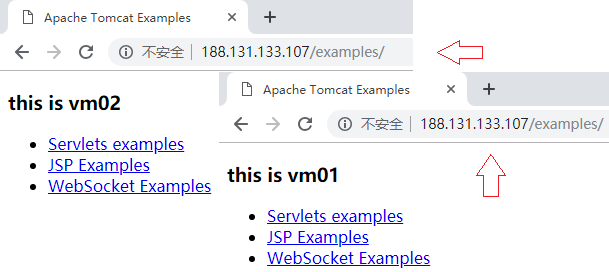 Apache Tomcat Examples
不安全 188.131.133.107/examples/
this is vm02
Servlets examples
JSP Examples
WebSocket Examples
Apache Tomcat Examples
不安全 188.131.133.107/examples/
this is vm01
Servlets examples
JSP Examples
WebSocket Examples